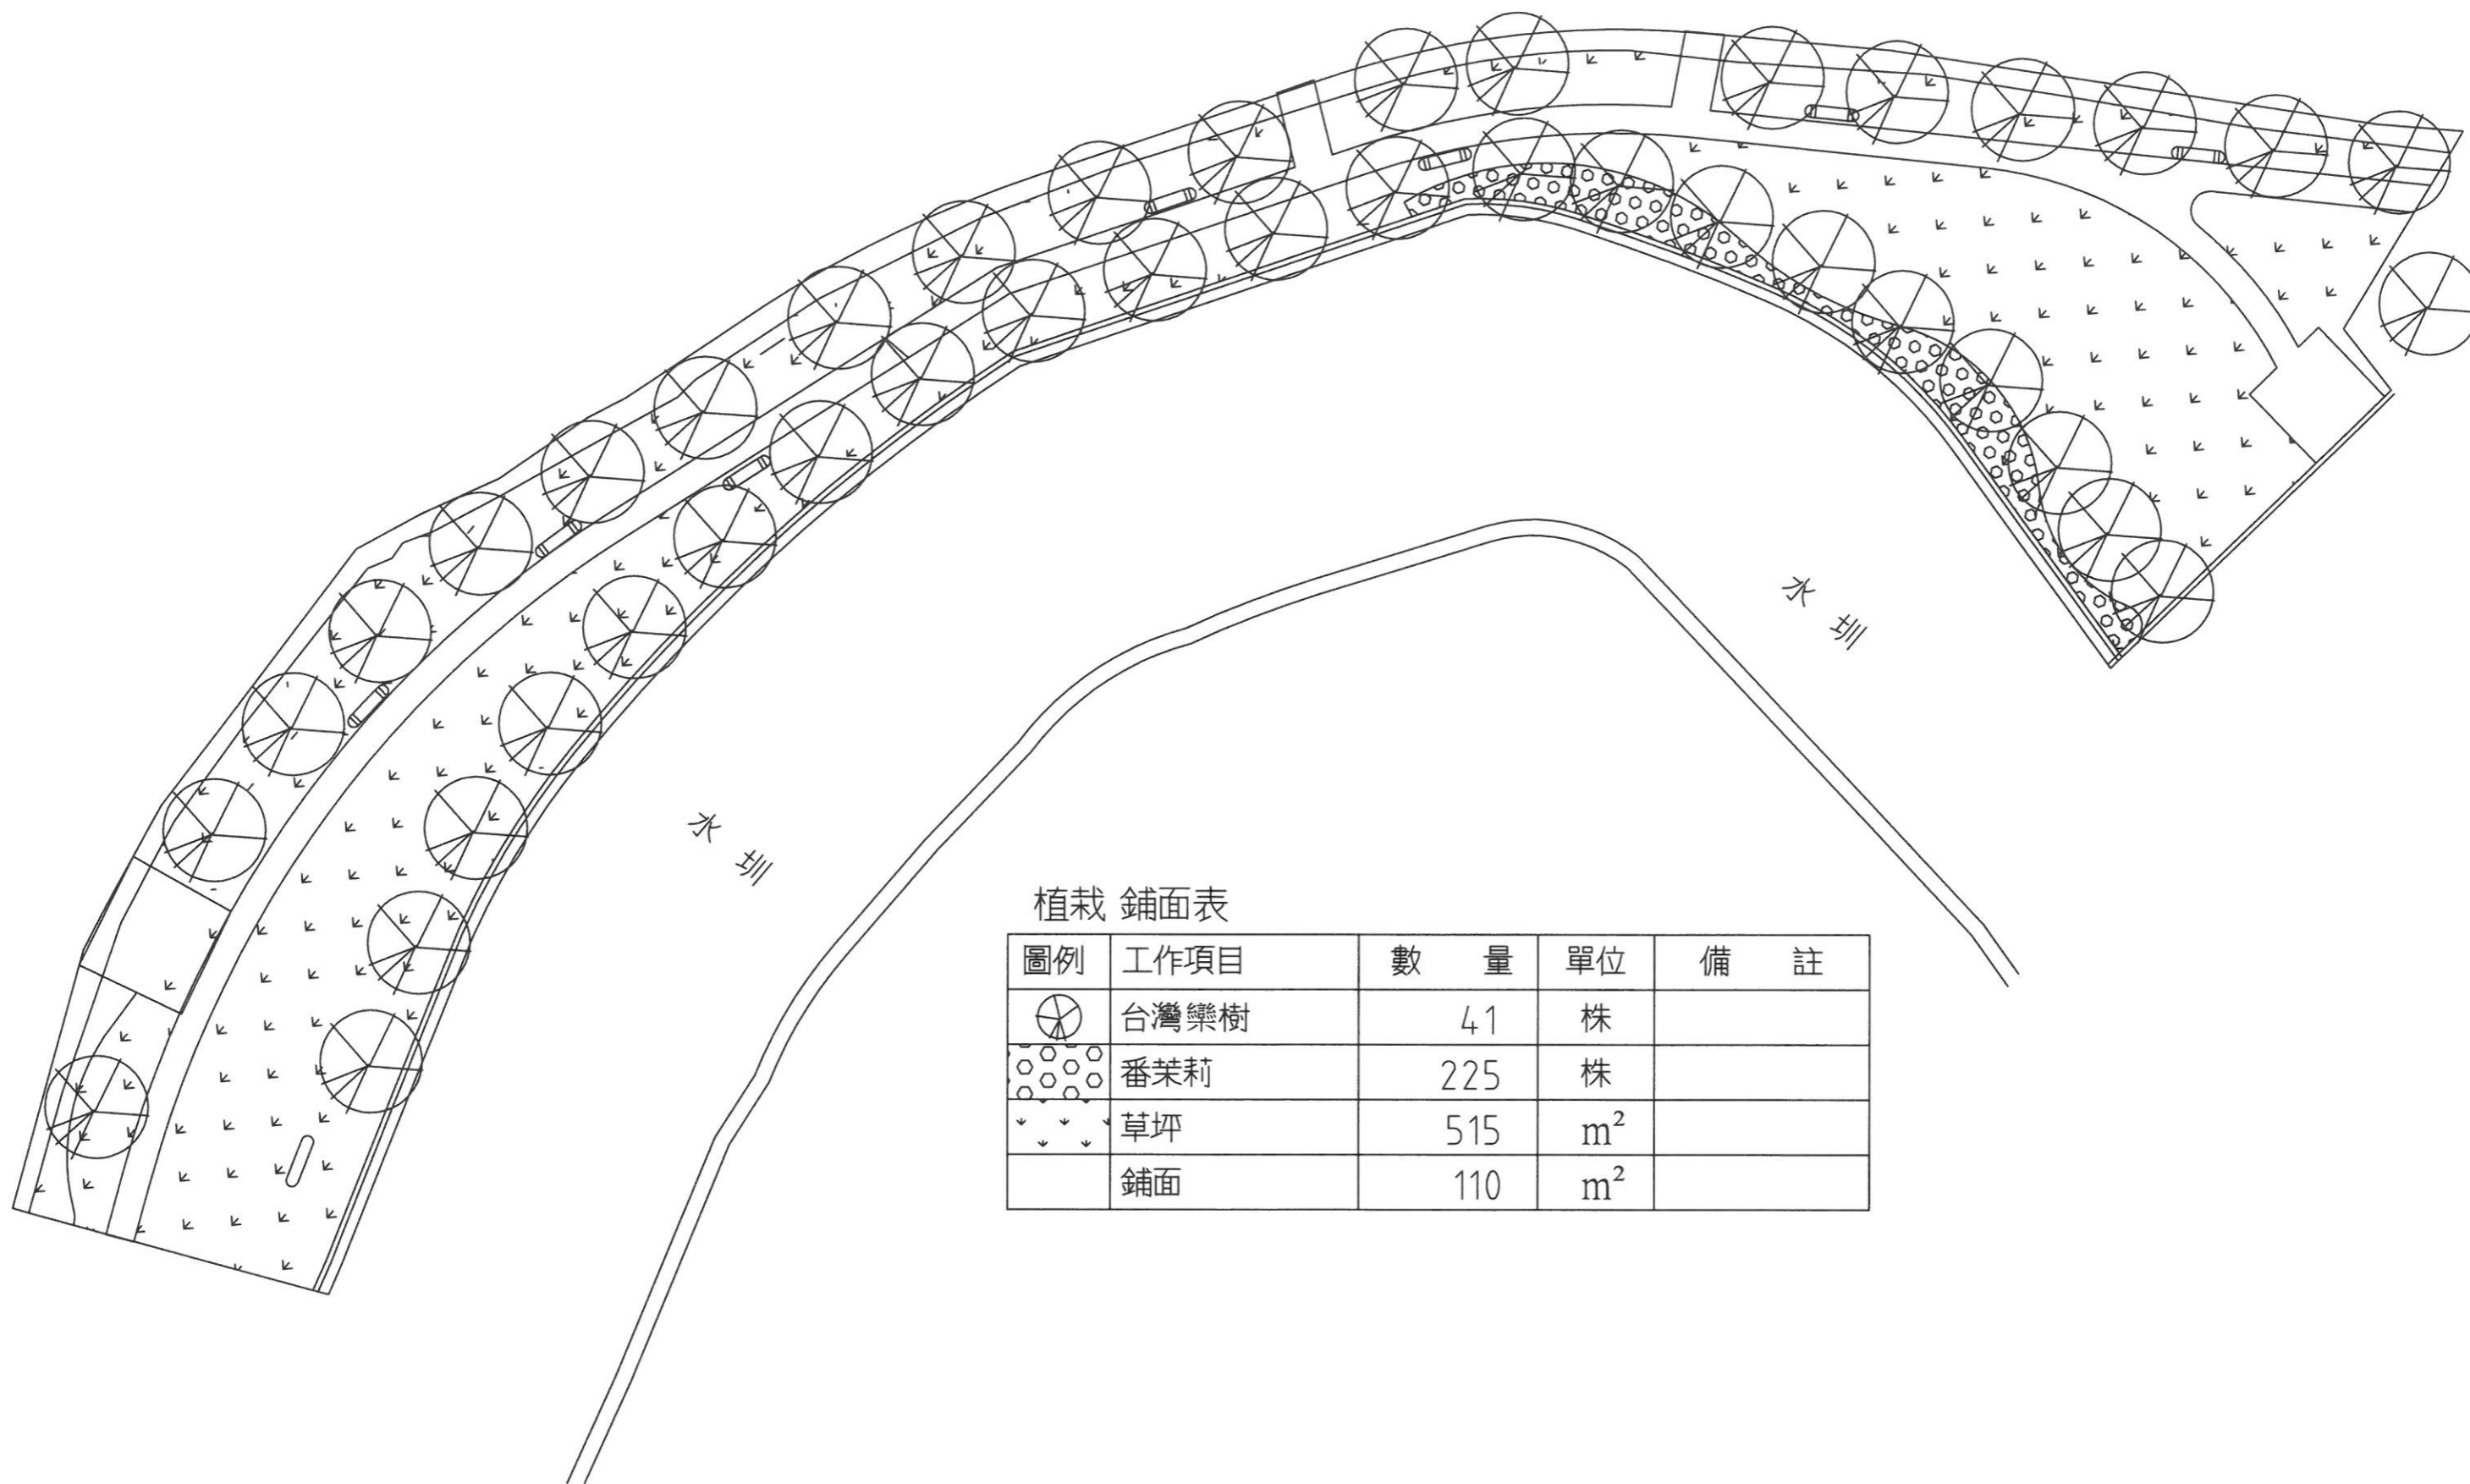 水圳
水圳
植栽 鋪面表
圖例 工作項目 數量 單位 備註
台灣欒樹 41 株
番茉莉 225 株
草坪 515 m²
鋪面 110 m²